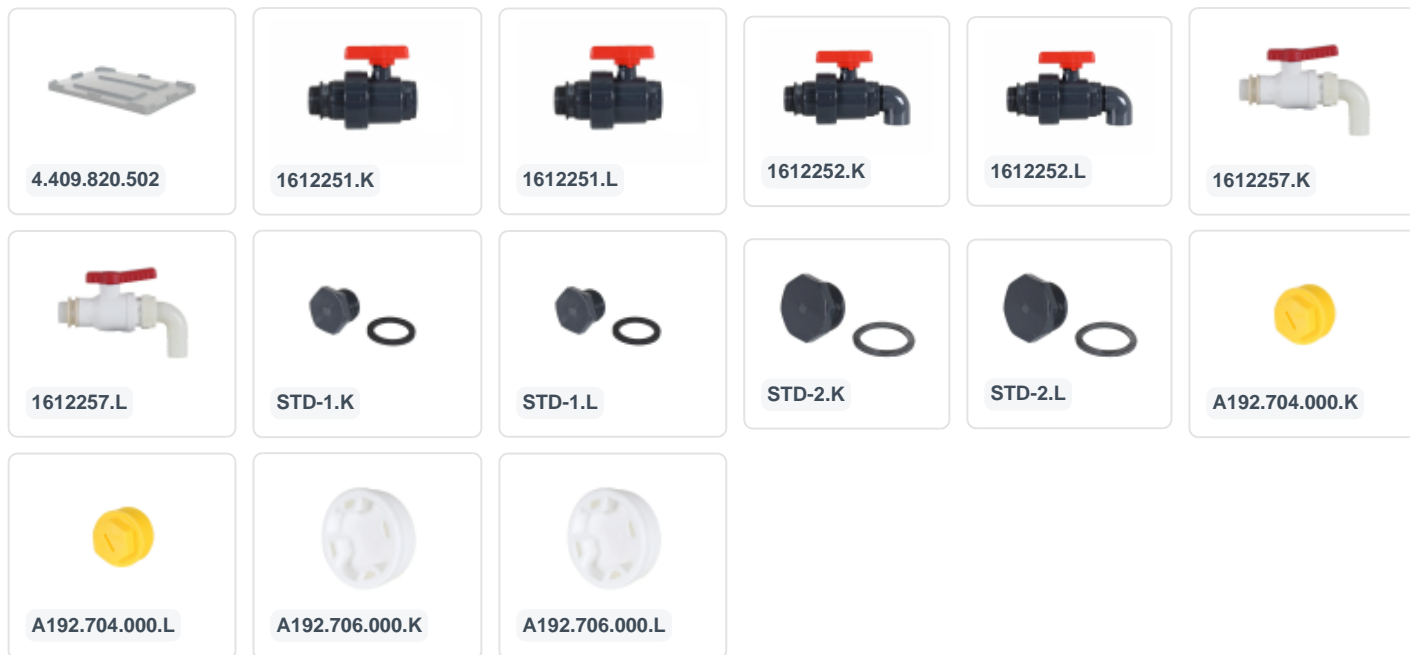 4.409.820.502
1612251.K
1612251.L
1612252.K
1612252.L
1612257.K
1612257.L
STD-1.K
STD-1.L
STD-2.K
STD-2.L
A192.704.000.K
A192.704.000.L
A192.706.000.K
A192.706.000.L